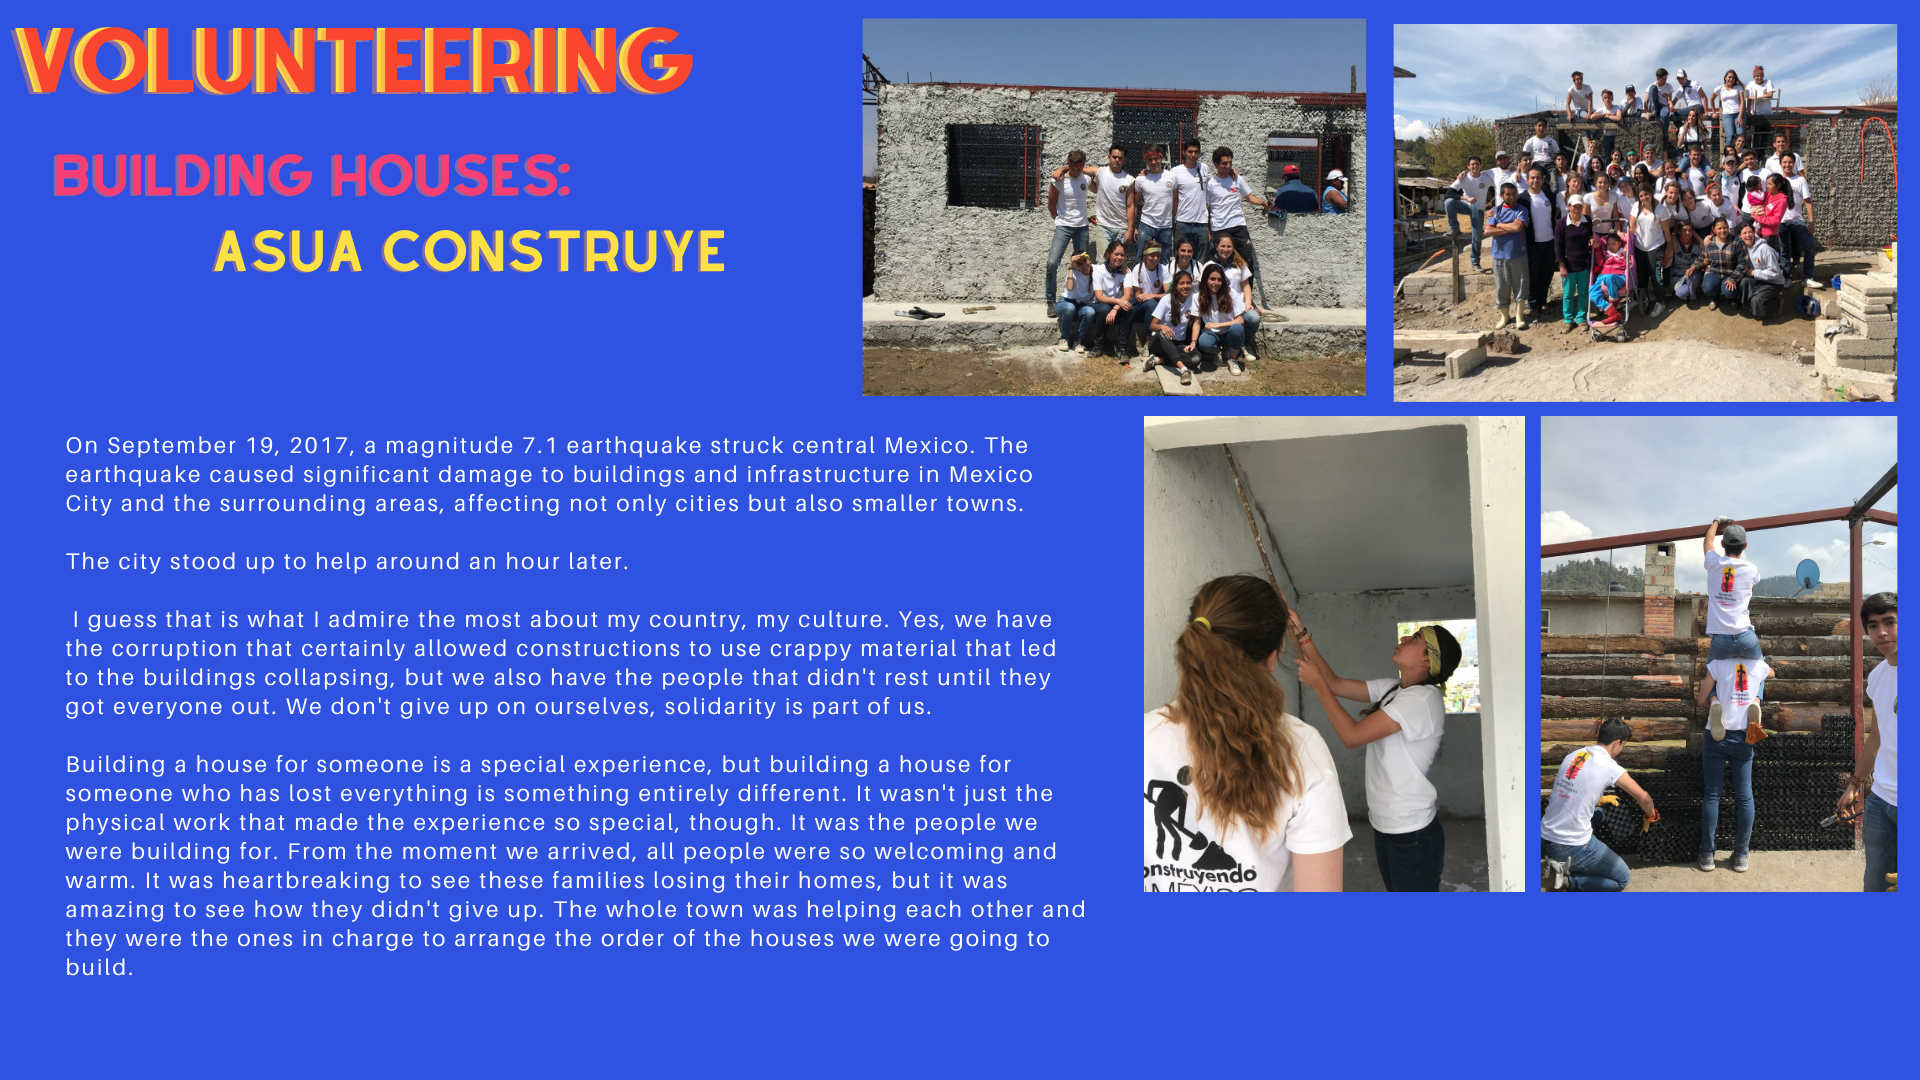 VOLUNTEERING
BUILDING HOUSES:
ASUA CONSTRUYE
On September 19, 2017, a magnitude 7.1 earthquake struck central Mexico. The
earthquake caused significant damage to buildings and infrastructure in Mexico
City and the surrounding areas, affecting not only cities but also smaller towns.
The city stood up to help around an hour later.
I guess that is what I admire the most about my country, my culture. Yes, we have
the corruption that certainly allowed constructions to use crappy material that led
to the buildings collapsing, but we also have the people that didn't rest until they
got everyone out. We don't give up on ourselves, solidarity is part of us.
Building a house for someone is a special experience, but building a house for
someone who has lost everything is something entirely different. It wasn't just the
physical work that made the experience so special, though. It was the people we
were building for. From the moment we arrived, all people were so welcoming and
warm. It was heartbreaking to see these families losing their homes, but it was
amazing to see how they didn't give up. The whole town was helping each other and
they were the ones in charge to arrange the order of the houses we were going to
build.
nstruyendo
MÉXICO